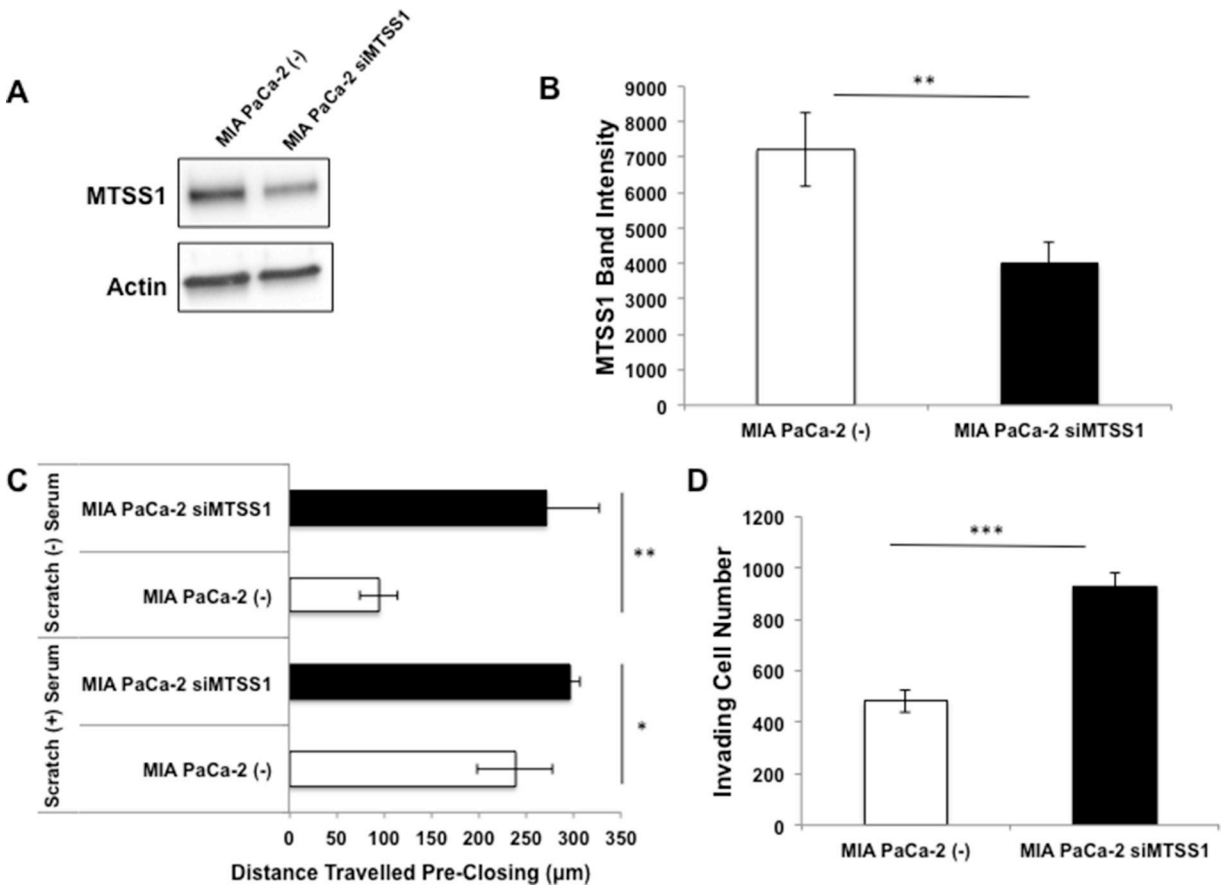 A
MIA PaCa-2 (-)
MIA PaCa-2 siMTSS1
MTSS1
Actin
B
**
MTSS1 Band Intensity
9000
8000
7000
6000
5000
4000
3000
2000
1000
0
MIA PaCa-2 (-)
MIA PaCa-2 siMTSS1
C
Scratch (-) Serum
MIA PaCa-2 siMTSS1
MIA PaCa-2 (-)
**
Scratch (+) Serum
MIA PaCa-2 siMTSS1
MIA PaCa-2 (-)
*
0 50 100 150 200 250 300 350
Distance Travelled Pre-Closing (µm)
D
***
Invading Cell Number
1200
1000
800
600
400
200
0
MIA PaCa-2 (-)
MIA PaCa-2 siMTSS1